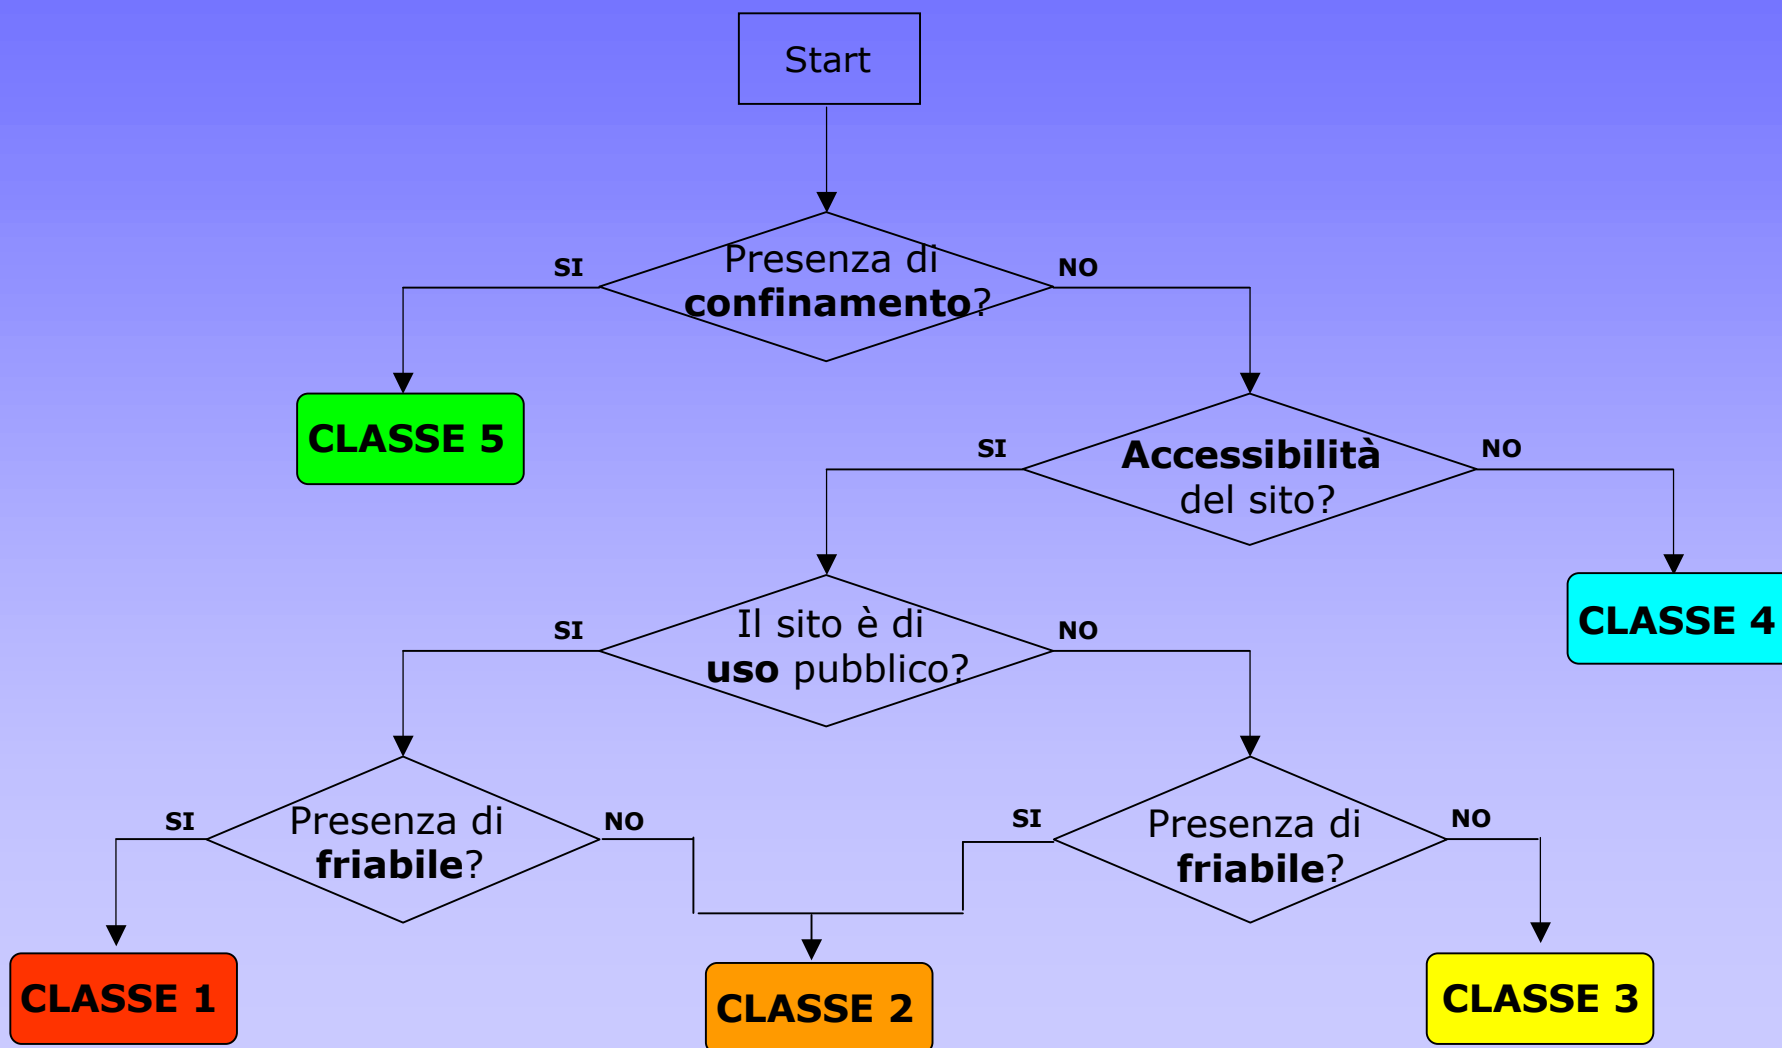 Start
Presenza di
confinamento?
SI
NO
CLASSE 5
Accessibilità
del sito?
SI
NO
CLASSE 4
Il sito è di
uso pubblico?
SI
NO
Presenza di
friabile?
SI
NO
Presenza di
friabile?
SI
NO
CLASSE 1
CLASSE 2
CLASSE 3